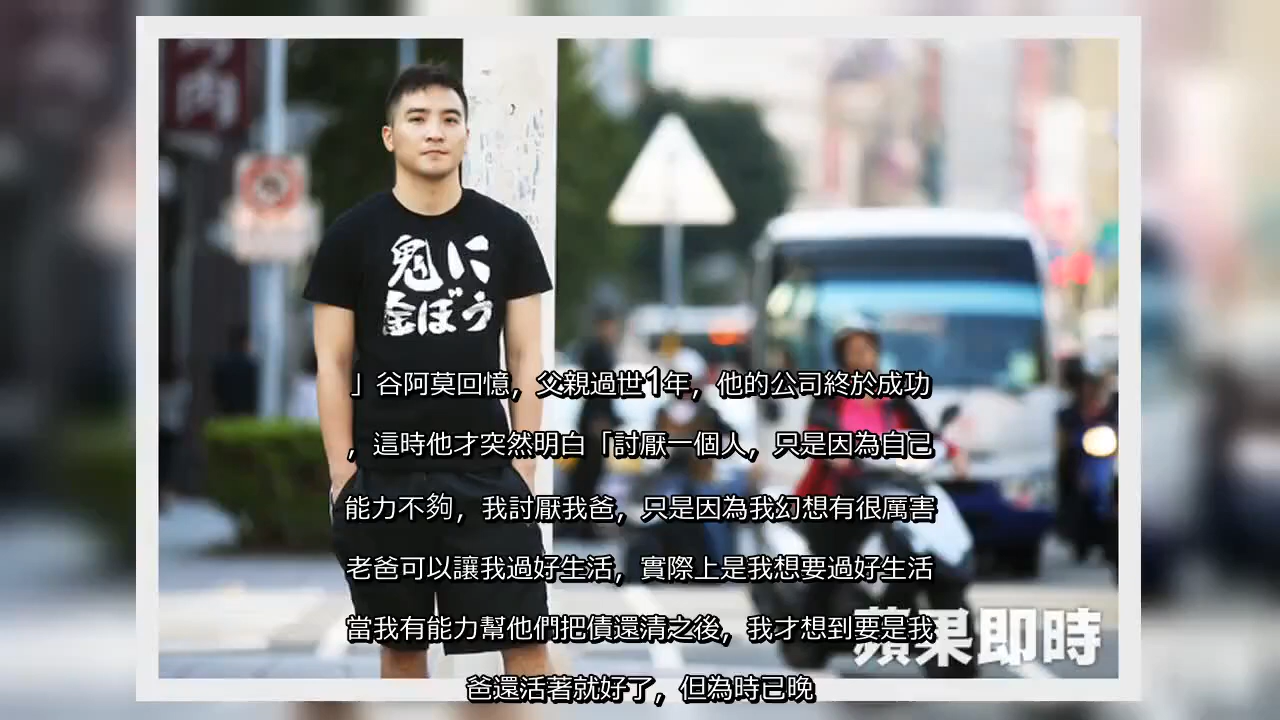 鬼に
金ぼう
」谷阿莫回憶，父親過世1年，他的公司終於成功
，這時他才突然明白「討厭一個人，只是因為自己
能力不夠，我討厭我爸，只是因為我幻想有很厲害
老爸可以讓我過好生活，實際上是我想要過好生活
當我有能力幫他們把債還清之後，我才想到要是我
爸還活著就好了，但為時已晚
蘋果即時